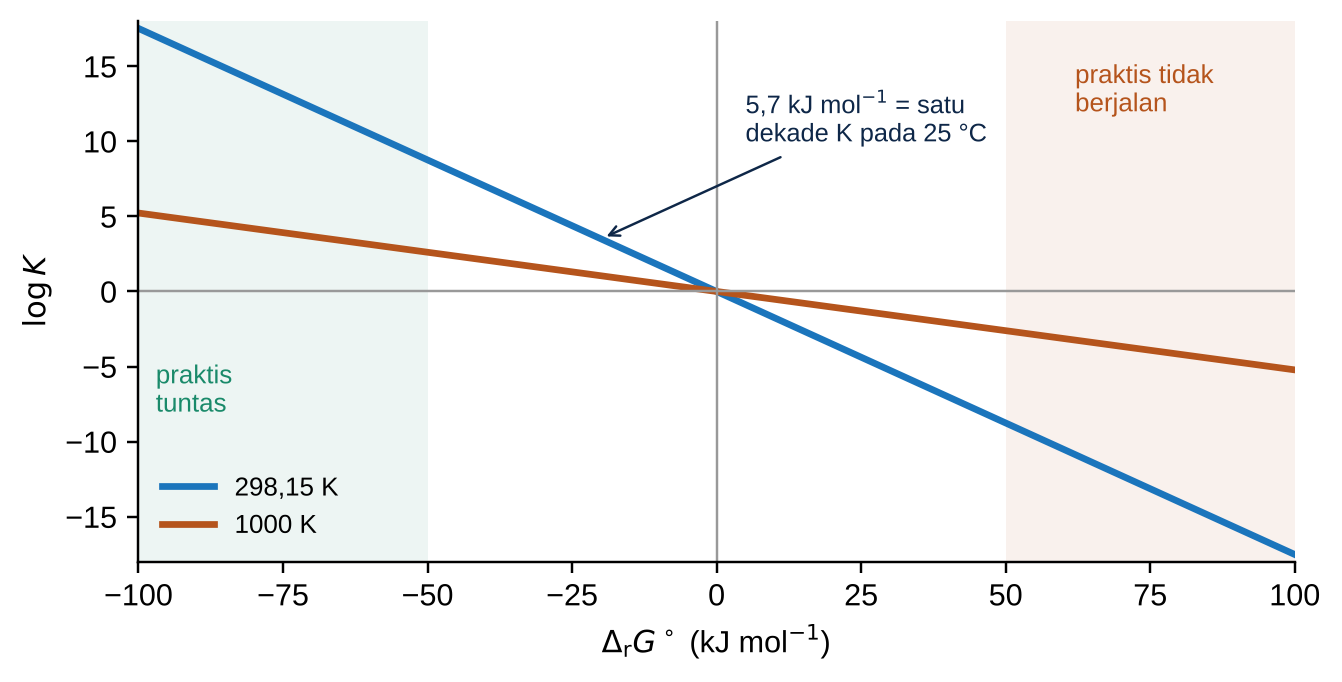 15
10
5
0
−5
−10
−15
log K
praktis tidak
berjalan
5,7 kJ mol⁻¹ = satu
dekade K pada 25 °C
praktis
tuntas
298,15 K
1000 K
−100 −75 −50 −25 0 25 50 75 100
ΔᵣG° (kJ mol⁻¹)